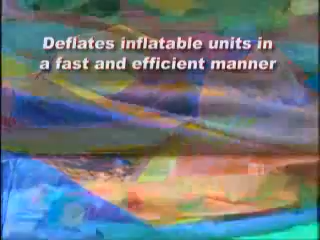 Deflates inflatable units in
a fast and efficient manner